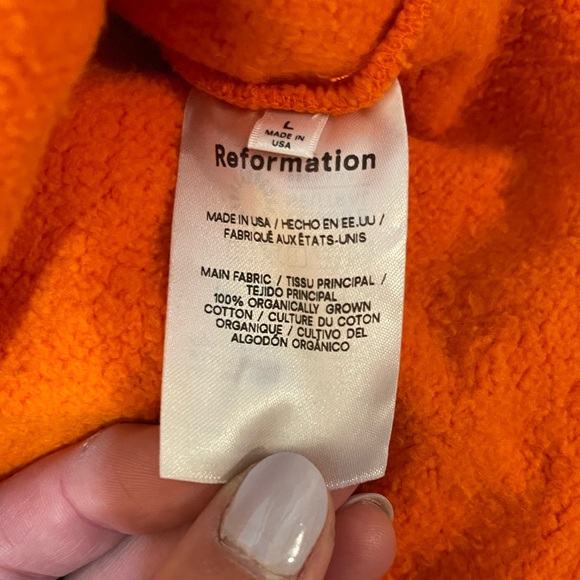 L
MADE IN
USA
Reformation
MADE IN USA / HECHO EN EE.UU /
FABRIQUÉ AUX ÉTATS-UNIS
MAIN FABRIC / TISSU PRINCIPAL /
TEJIDO PRINCIPAL
100% ORGANICALLY GROWN
COTTON / CULTURE DU COTON
ORGANIQUE / CULTIVO DEL
ALGODÓN ORGÁNICO